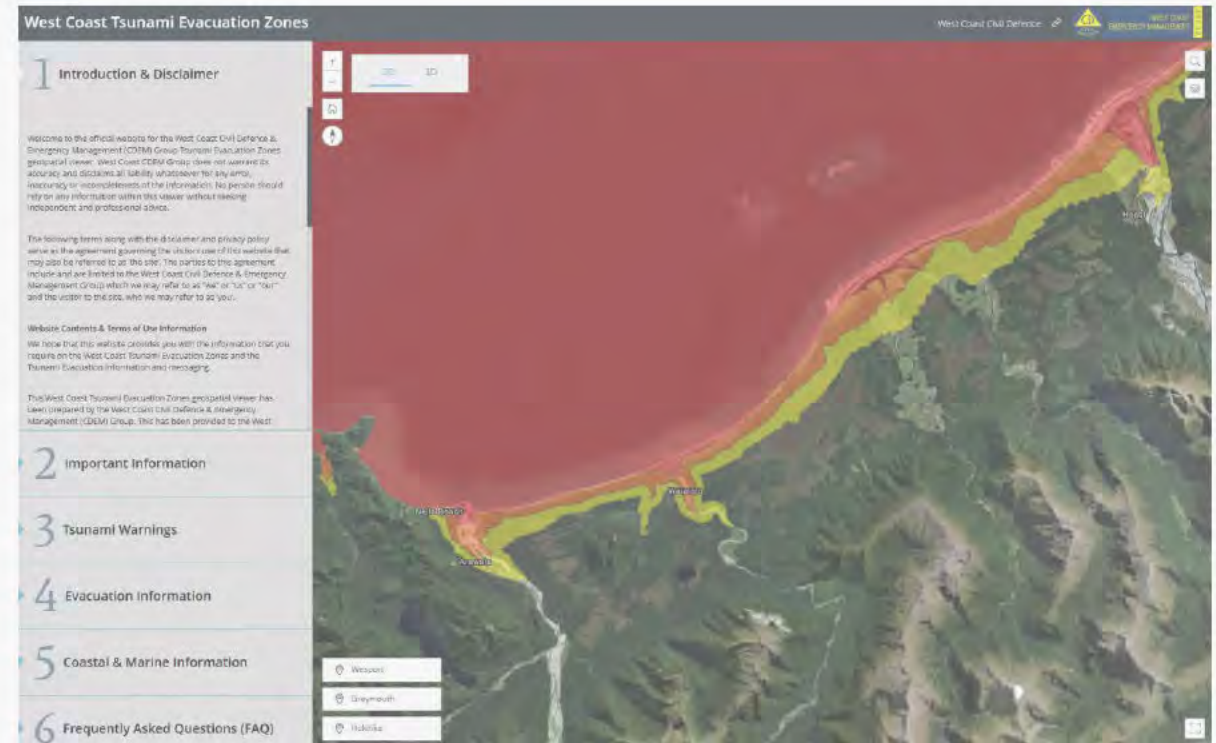 West Coast Tsunami Evacuation Zones
West Coast Civil Defence
1 Introduction & Disclaimer
Welcome to the official website for the West Coast Civil Defence &
Emergency Management (CDEM) Group Tsunami Evacuation Zones
geospatial viewer. West Coast CDEM Group does not warrant its
accuracy and disclaims all liability whatsoever for any error,
inaccuracy or incompleteness of the information. No person should
rely on any information within this viewer without seeking
independent and professional advice.
The following terms along with the disclaimer and privacy policy
serve as the agreement governing the visitors use of this website that
may also be referred to as 'the site'. The parties to this agreement
include and are limited to the West Coast Civil Defence & Emergency
Management Group which we may refer to as "we" or "us" or "our"
and the visitor to the site, who we may refer to as 'you'.
Website Contents & Terms of Use Information
We hope that this website provides you with the information that you
require on the West Coast Tsunami Evacuation Zones and the
Tsunami Evacuation Information and messaging.
This West Coast Tsunami Evacuation Zones geospatial viewer has
been prepared by the West Coast Civil Defence & Emergency
Management (CDEM) Group. This has been provided to the West
2 Important Information
3 Tsunami Warnings
4 Evacuation Information
5 Coastal & Marine Information
6 Frequently Asked Questions (FAQ)
2D 3D
Neils Beach
Arawata
Westport
Greymouth
Hokitika